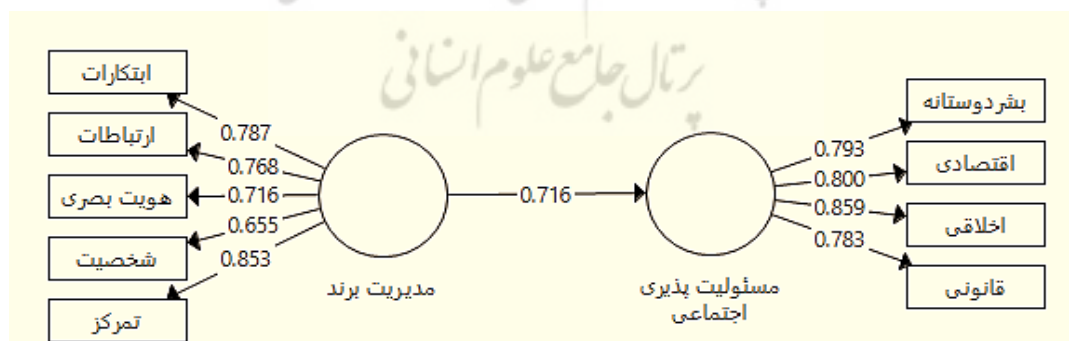 پرتال جامع علوم انسانی
ابتکارات
ارتباطات
هویت بصری
شخصیت
تمرکز
0.787
0.768
0.716
0.655
0.853
مدیریت برند
0.716
مسئولیت پذیری
اجتماعی
0.793
0.800
0.859
0.783
بشردوستانه
اقتصادی
اخلاقی
قانونی